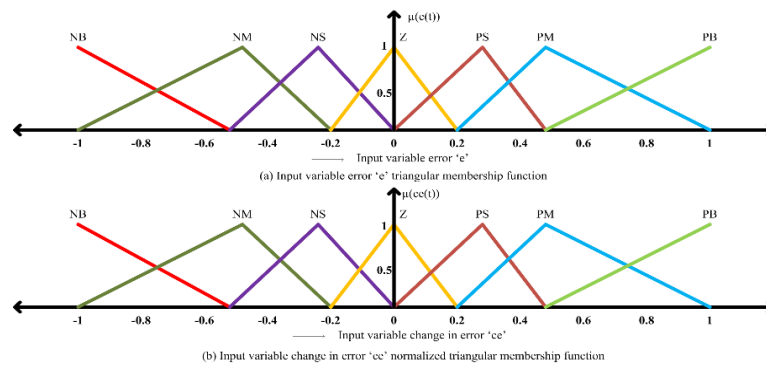 μ(e(t))
NB NM NS Z PS PM PB
1
0.5
-1 -0.8 -0.6 -0.4 -0.2 0 0.2 0.4 0.6 0.8 1
Input variable error ‘e’
(a) Input variable error ‘e’ triangular membership function
μ(ce(t))
NB NM NS Z PS PM PB
1
0.5
-1 -0.8 -0.6 -0.4 -0.2 0 0.2 0.4 0.6 0.8 1
Input variable change in error ‘ce’
(b) Input variable change in error ‘ce’ normalized triangular membership function